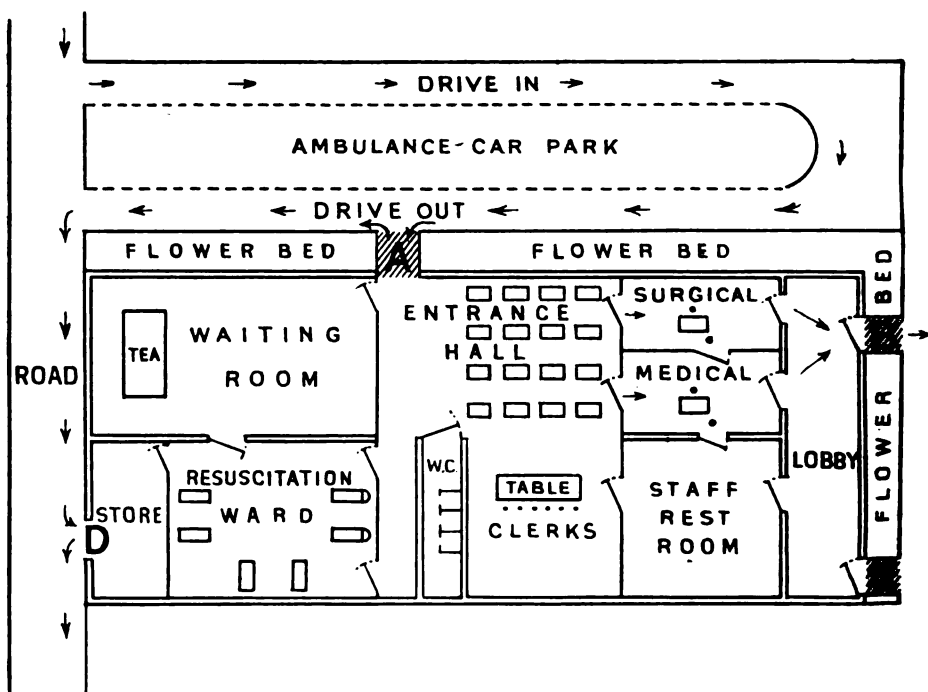 DRIVE IN
AMBULANCE-CAR PARK
DRIVE OUT
FLOWER BED
A
FLOWER BED
FLOWER BED
ROAD
TEA
WAITING
ROOM
ENTRANCE
HALL
SURGICAL
MEDICAL
LOBBY
STORE
D
RESUSCITATION
WARD
W.C.
TABLE
CLERKS
STAFF
REST
ROOM